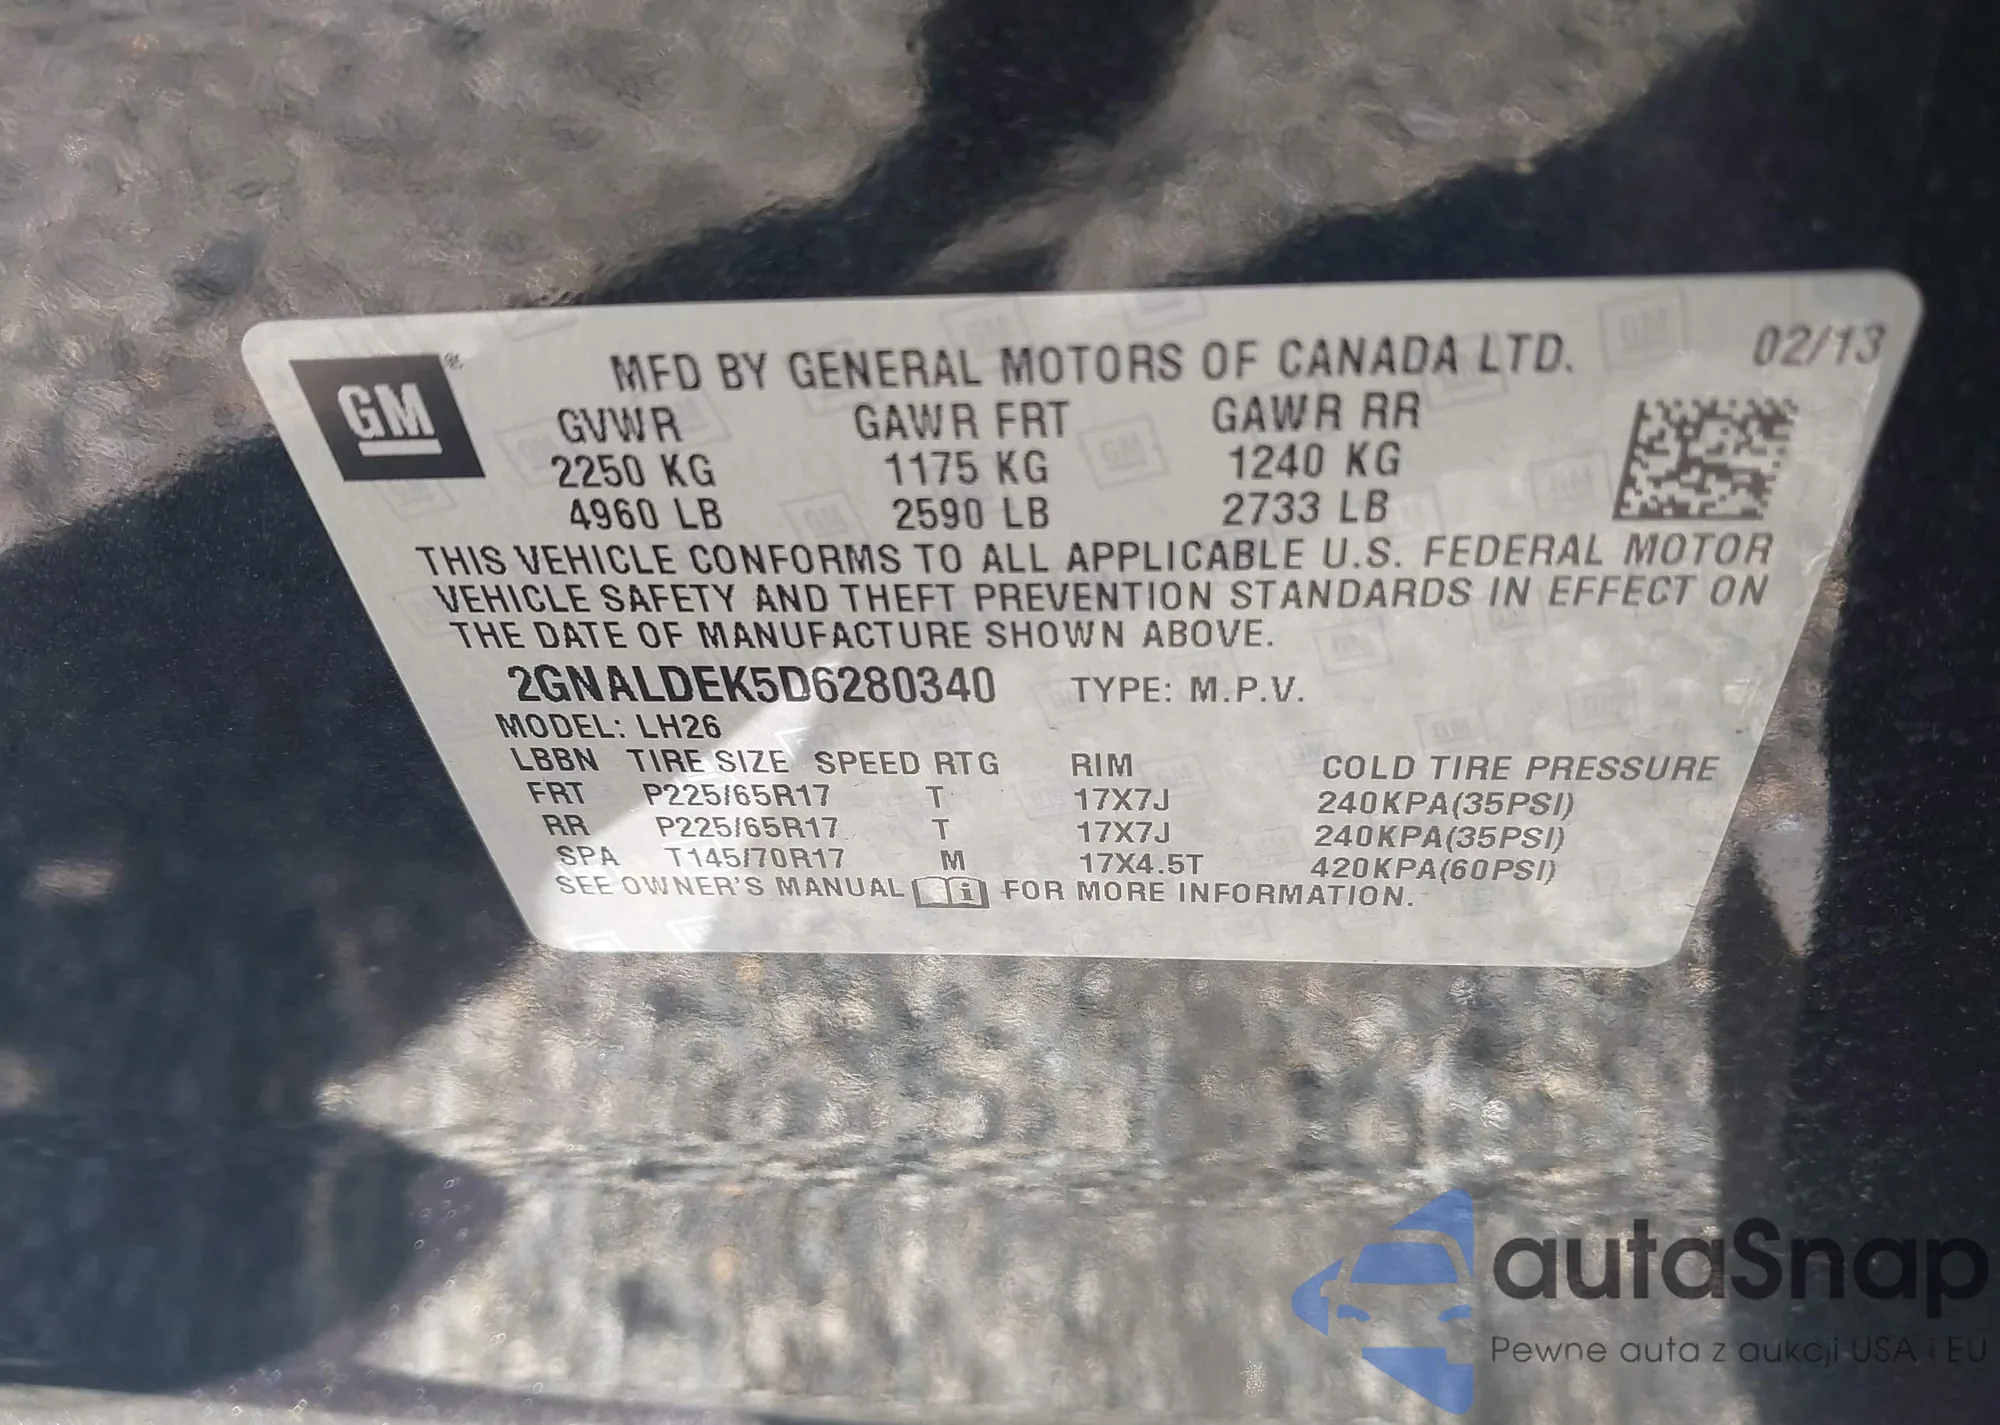 GM
MFD BY GENERAL MOTORS OF CANADA LTD. 02/13
GVWR GAWR FRT GAWR RR
2250 KG 1175 KG 1240 KG
4960 LB 2590 LB 2733 LB
THIS VEHICLE CONFORMS TO ALL APPLICABLE U.S. FEDERAL MOTOR
VEHICLE SAFETY AND THEFT PREVENTION STANDARDS IN EFFECT ON
THE DATE OF MANUFACTURE SHOWN ABOVE.
2GNALDEK5D6280340 TYPE: M.P.V.
MODEL: LH26
LBBN TIRE SIZE SPEED RTG RIM COLD TIRE PRESSURE
FRT P225/65R17 T 17X7J 240KPA(35PSI)
RR P225/65R17 T 17X7J 240KPA(35PSI)
SPA T145/70R17 M 17X4.5T 420KPA(60PSI)
SEE OWNER'S MANUAL i FOR MORE INFORMATION.
autaSnap
Pewne auta z aukcji USA i EU